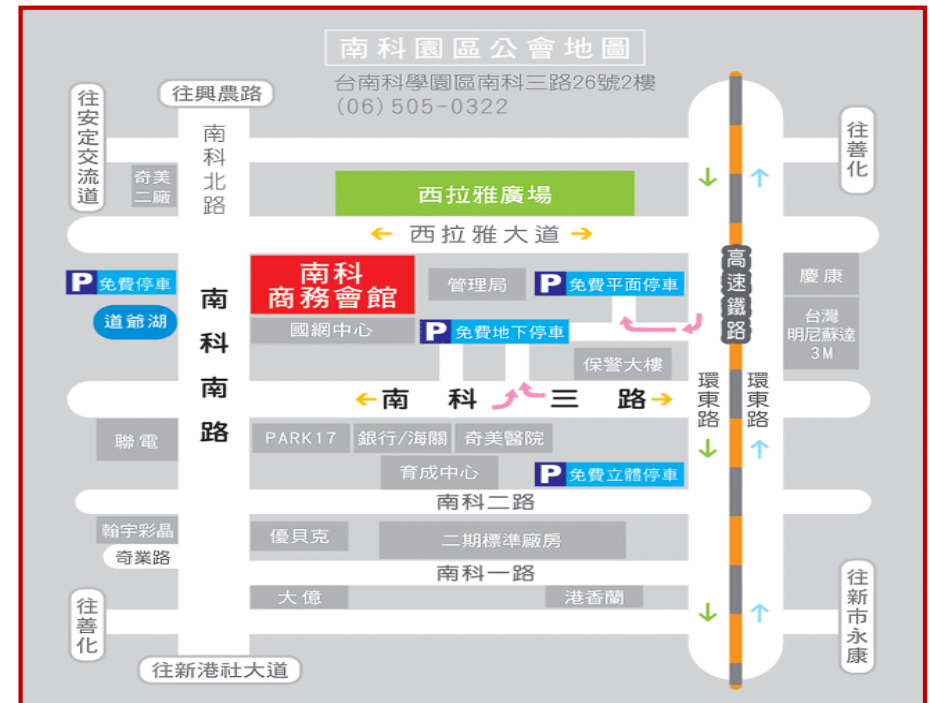 南科園區公會地圖
台南科學園區南科三路26號2樓
(06)505-0322
往安定交流道
往興農路
往善化
南科北路
奇美
二廠
西拉雅廣場
← 西拉雅大道 →
P 免費停車
道爺湖
南科
商務會館
管理局
P 免費平面停車
高速鐵路
慶康
國網中心
P 免費地下停車
台灣
明尼蘇達
3M
保警大樓
南科南路
←南科三路→
環東路
環東路
聯電
PARK17
銀行/海關
奇美醫院
育成中心
P 免費立體停車
南科二路
翰宇彩晶
奇業路
優貝克
二期標準廠房
南科一路
大億
港香蘭
往善化
往新市永康
往新港社大道